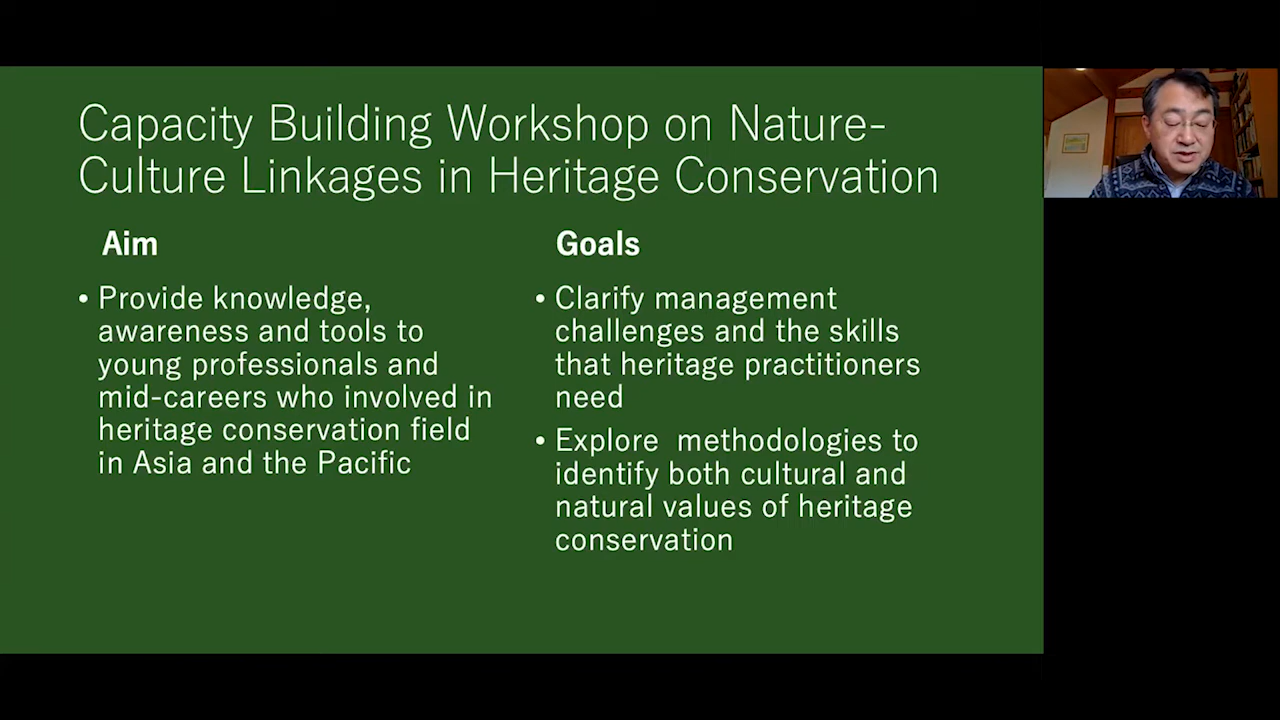 Capacity Building Workshop on Nature-
Culture Linkages in Heritage Conservation
Aim
• Provide knowledge,
awareness and tools to
young professionals and
mid-careers who involved in
heritage conservation field
in Asia and the Pacific
Goals
• Clarify management
challenges and the skills
that heritage practitioners
need
• Explore  methodologies to
identify both cultural and
natural values of heritage
conservation